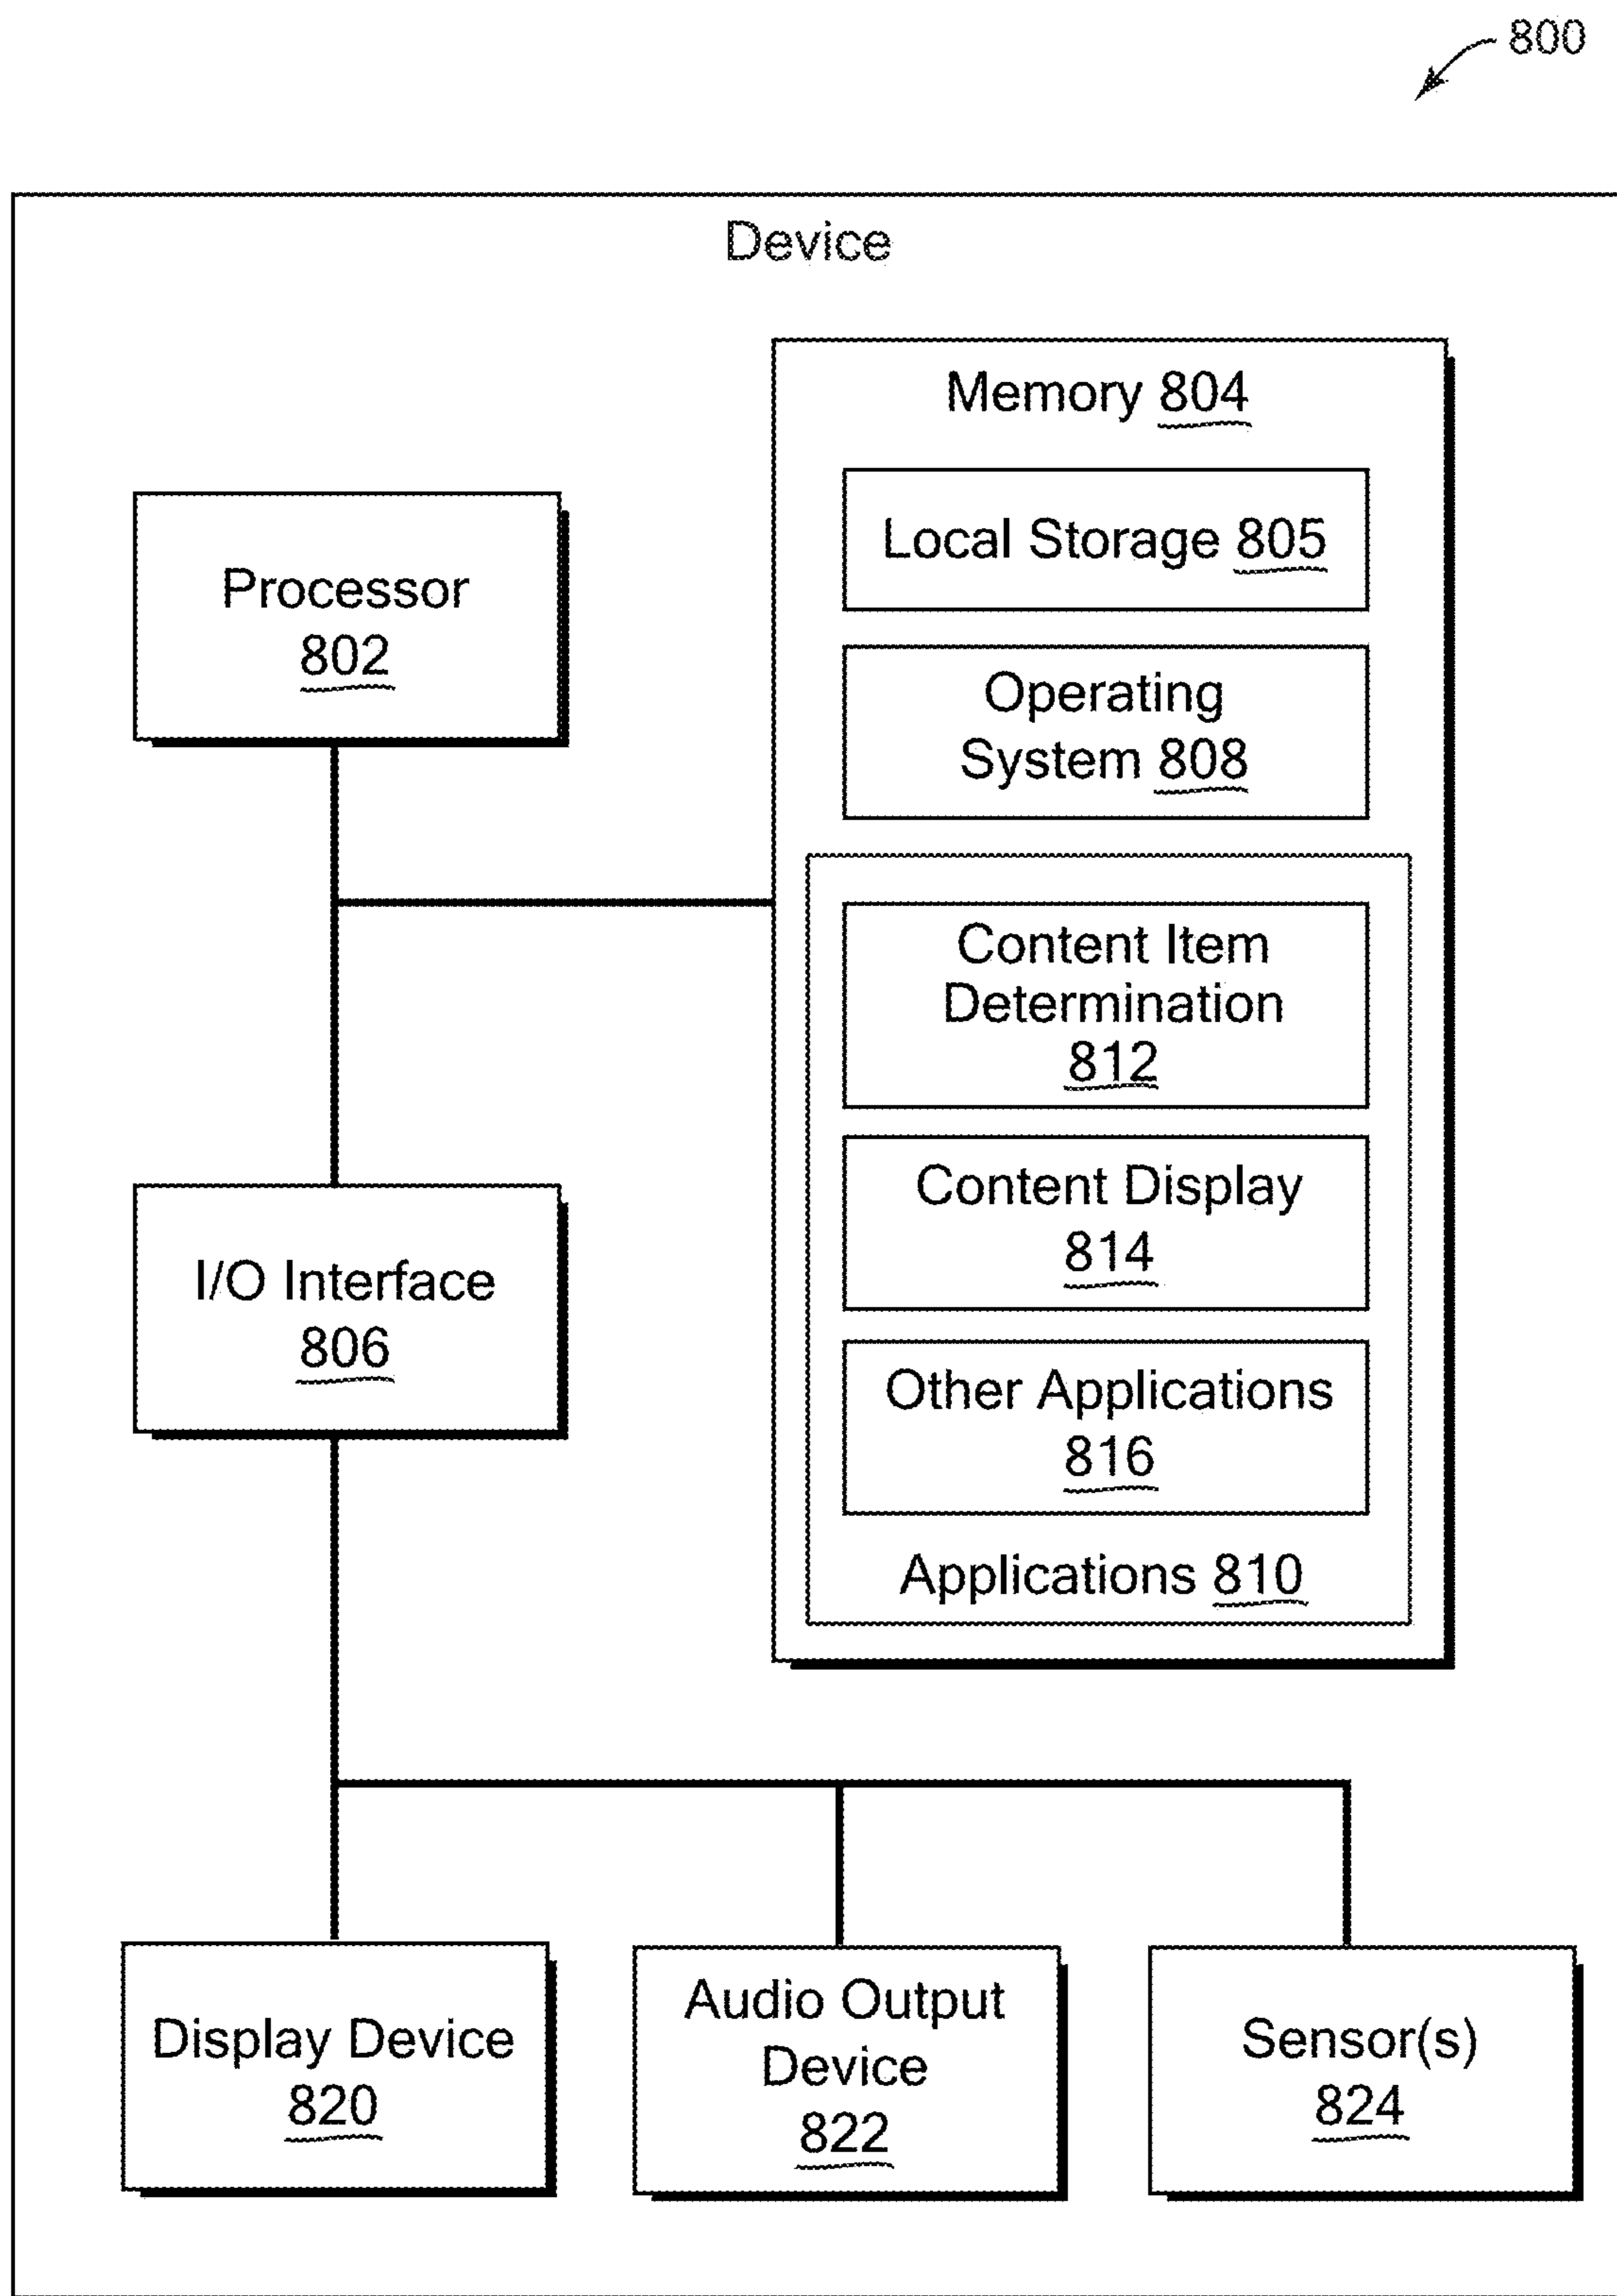 800
Device
Memory 804
Local Storage 805
Processor
802
Operating
System 808
Content Item
Determination
812
Content Display
814
I/O Interface
806
Other Applications
816
Applications 810
Display Device
820
Audio Output
Device
822
Sensor(s)
824